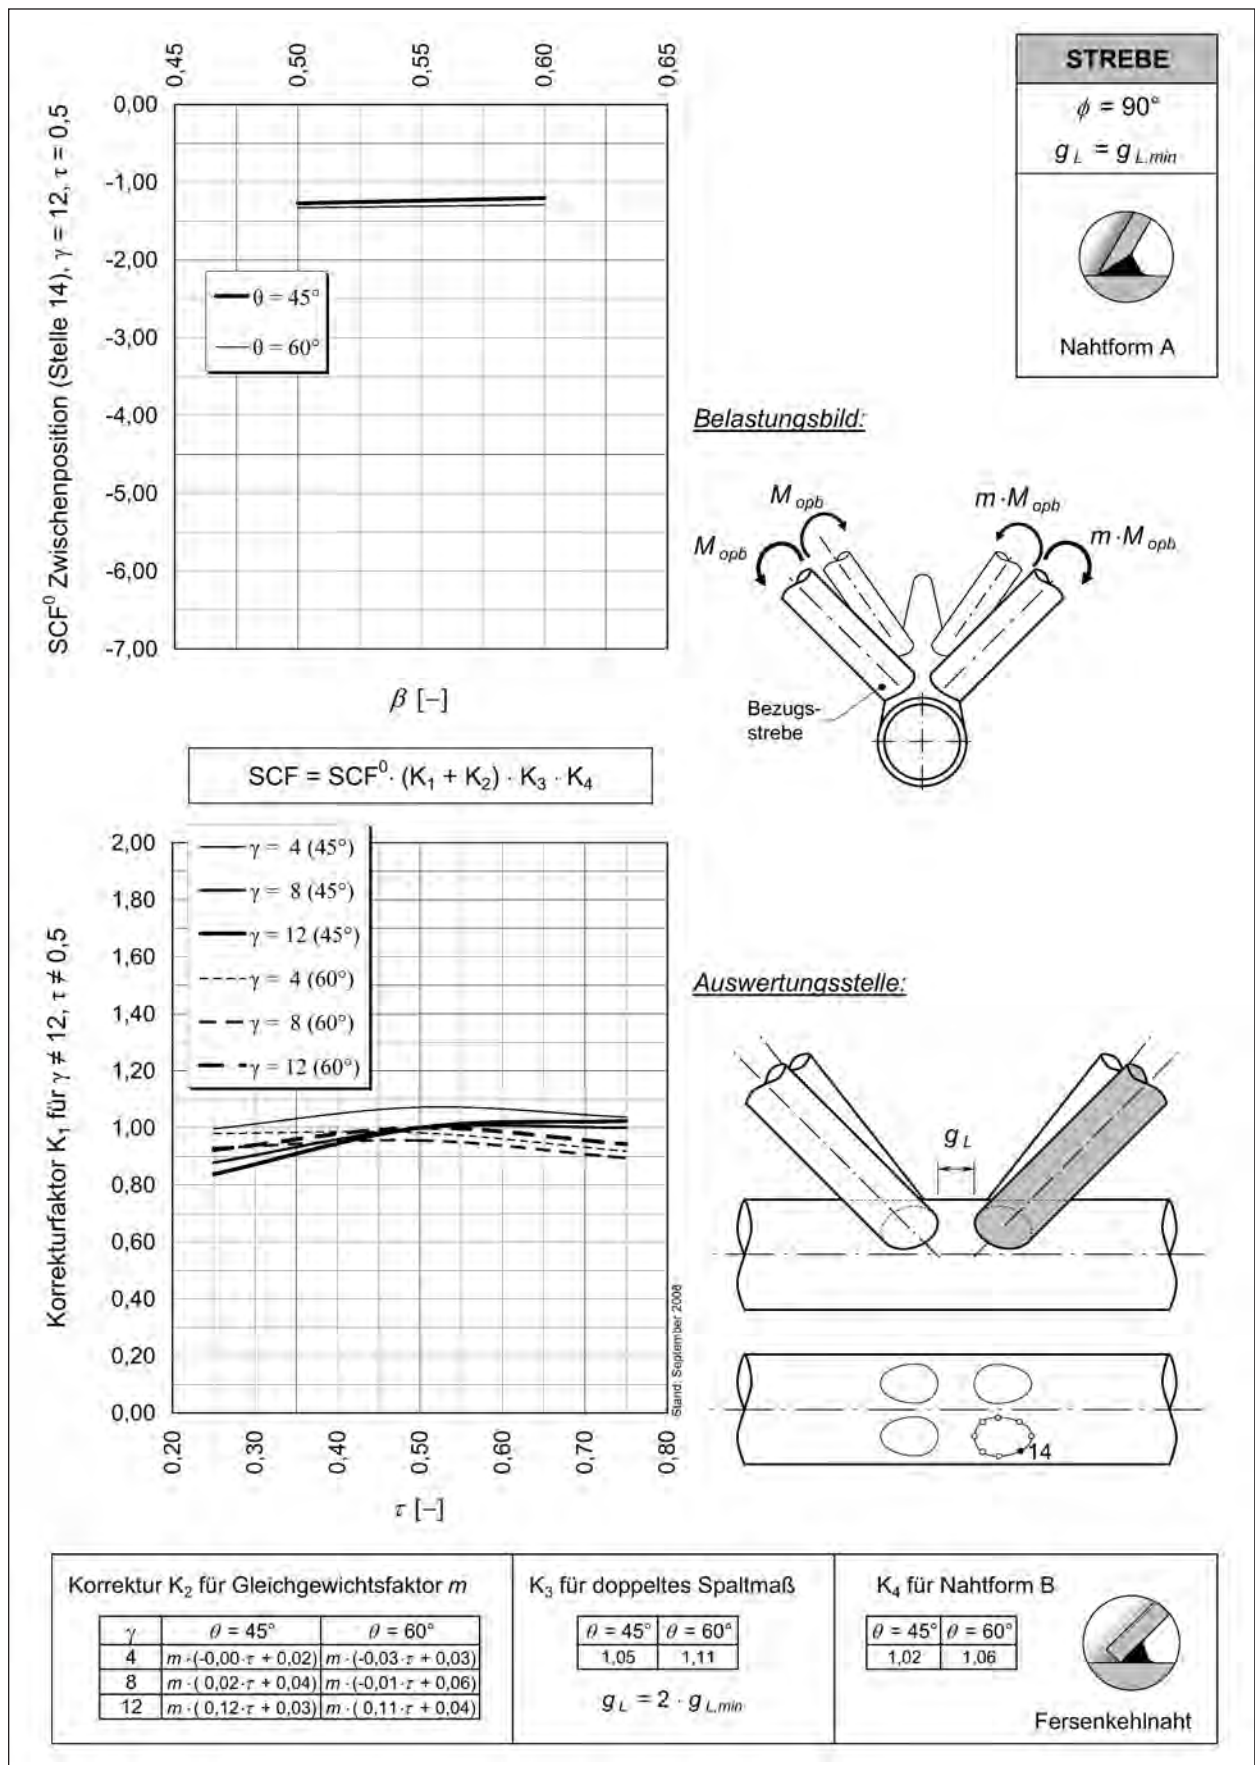 0,45
0,50
0,55
0,60
0,65
SCF⁰ Zwischenposition (Stelle 14), γ = 12, τ = 0,5
0,00
-1,00
-2,00
-3,00
-4,00
-5,00
-6,00
-7,00
θ = 45°
θ = 60°
β [−]
STREBE
ϕ = 90°
g L = g L,min
Nahtform A
Belastungsbild:
M opb
m·M opb
M opb
m·M opb
Bezugs-
strebe
SCF = SCF⁰· (K₁ + K₂) · K₃ · K₄
Korrekturfaktor K₁ für γ ≠ 12, τ ≠ 0,5
2,00
1,80
1,60
1,40
1,20
1,00
0,80
0,60
0,40
0,20
0,00
γ = 4 (45°)
γ = 8 (45°)
γ = 12 (45°)
γ = 4 (60°)
γ = 8 (60°)
γ = 12 (60°)
0,20
0,30
0,40
0,50
0,60
0,70
0,80
τ [−]
Stand: September 2008
Auswertungsstelle:
g L
14
Korrektur K₂ für Gleichgewichtsfaktor m
γ θ = 45° θ = 60°
4 m·(-0,00·τ + 0,02) m·(-0,03·τ + 0,03)
8 m·( 0,02·τ + 0,04) m·(-0,01·τ + 0,06)
12 m·( 0,12·τ + 0,03) m·( 0,11·τ + 0,04)
K₃ für doppeltes Spaltmaß
θ = 45° θ = 60°
1,05 1,11
g L = 2 · g L,min
K₄ für Nahtform B
θ = 45° θ = 60°
1,02 1,06
Fersenkehlnaht